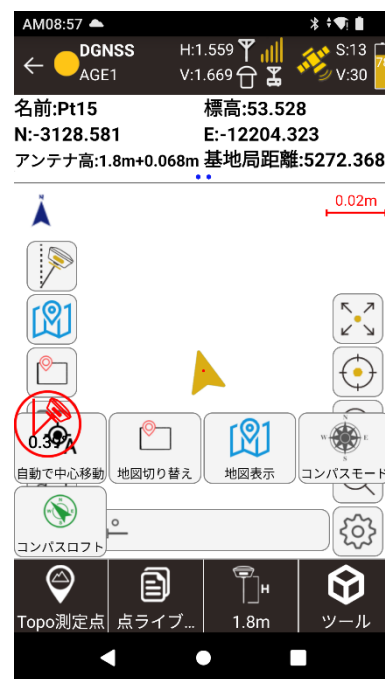 AM08:57
DGNSS H:1.559 S:13
AGE1 V:1.669 V:30
名前:Pt15 標高:53.528
N:-3128.581 E:-12204.323
アンテナ高:1.8m+0.068m 基地局距離:5272.368
0.02m
N
自動で中心移動 地図切り替え 地図表示 コンパスモード
コンパスロフト
Topo測定点 点ライブ... 1.8m ツール